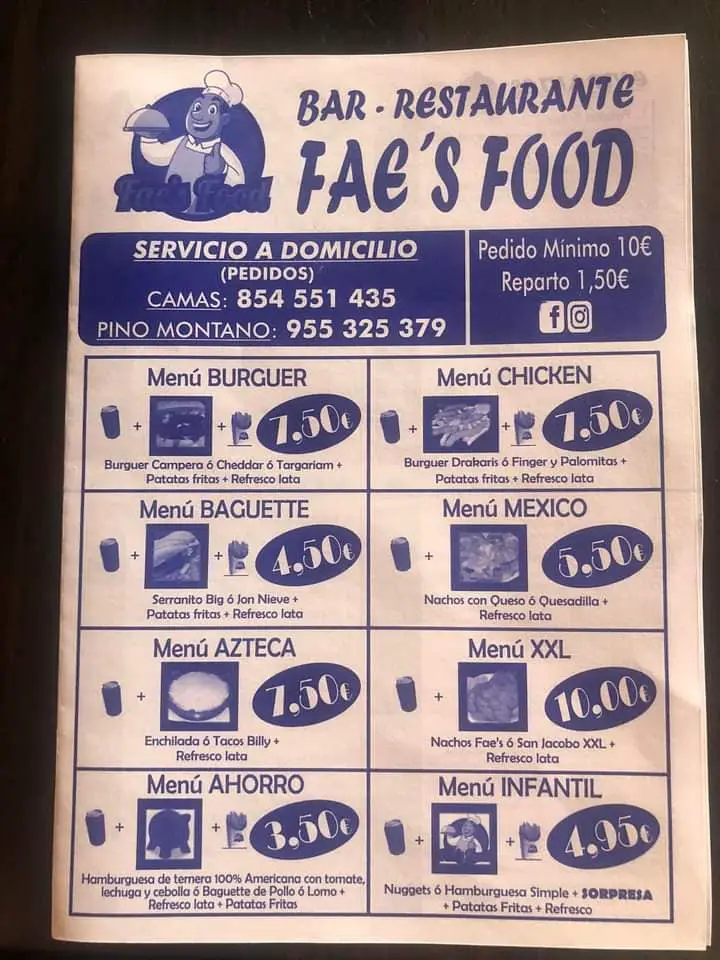 BAR - RESTAURANTE
FAE´S FOOD
Fae's Food
SERVICIO A DOMICILIO
(PEDIDOS)
CAMAS: 854 551 435
PINO MONTANO: 955 325 379
Pedido Mínimo 10€
Reparto 1,50€
Menú BURGUER
+ + 7,50€
Burguer Campera ó Cheddar ó Targariam +
Patatas fritas + Refresco lata
Menú CHICKEN
+ + 7,50€
Burguer Drakaris ó Finger y Palomitas +
Patatas fritas + Refresco lata
Menú BAGUETTE
+ + 4,50€
Serranito Big ó Jon Nieve +
Patatas fritas + Refresco lata
Menú MEXICO
+ 5,50€
Nachos con Queso ó Quesadilla +
Refresco lata
Menú AZTECA
+ 7,50€
Enchilada ó Tacos Billy +
Refresco lata
Menú XXL
+ 10,00€
Nachos Fae's ó San Jacobo XXL +
Refresco lata
Menú AHORRO
+ + 3,50€
Hamburguesa de ternera 100% Americana con tomate,
lechuga y cebolla ó Baguette de Pollo ó Lomo +
Refresco lata + Patatas Fritas
Menú INFANTIL
+ + 4,95€
Nuggets ó Hamburguesa Simple + SORPRESA
+ Patatas Fritas + Refresco